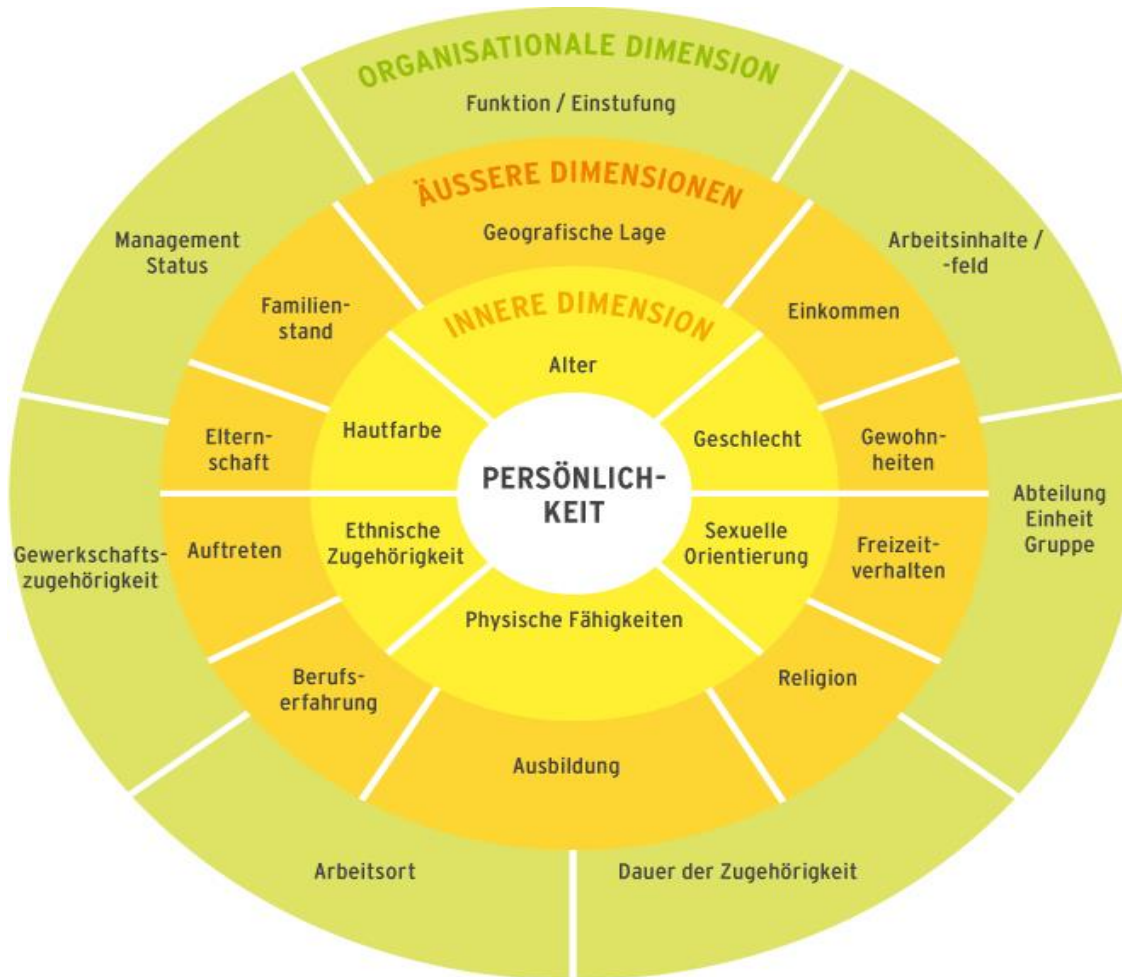 ORGANISATIONALE DIMENSION
Funktion / Einstufung
ÄUSSERE DIMENSIONEN
Geografische Lage
INNERE DIMENSION
Alter
Management
Status
Arbeitsinhalte /
-feld
Familien-
stand
Einkommen
Eltern-
schaft
Hautfarbe
Geschlecht
Gewohn-
heiten
PERSÖNLICH-
KEIT
Abteilung
Einheit
Gruppe
Gewerkschafts-
zugehörigkeit
Auftreten
Ethnische
Zugehörigkeit
Sexuelle
Orientierung
Freizeit-
verhalten
Physische Fähigkeiten
Berufs-
erfahrung
Religion
Ausbildung
Arbeitsort
Dauer der Zugehörigkeit